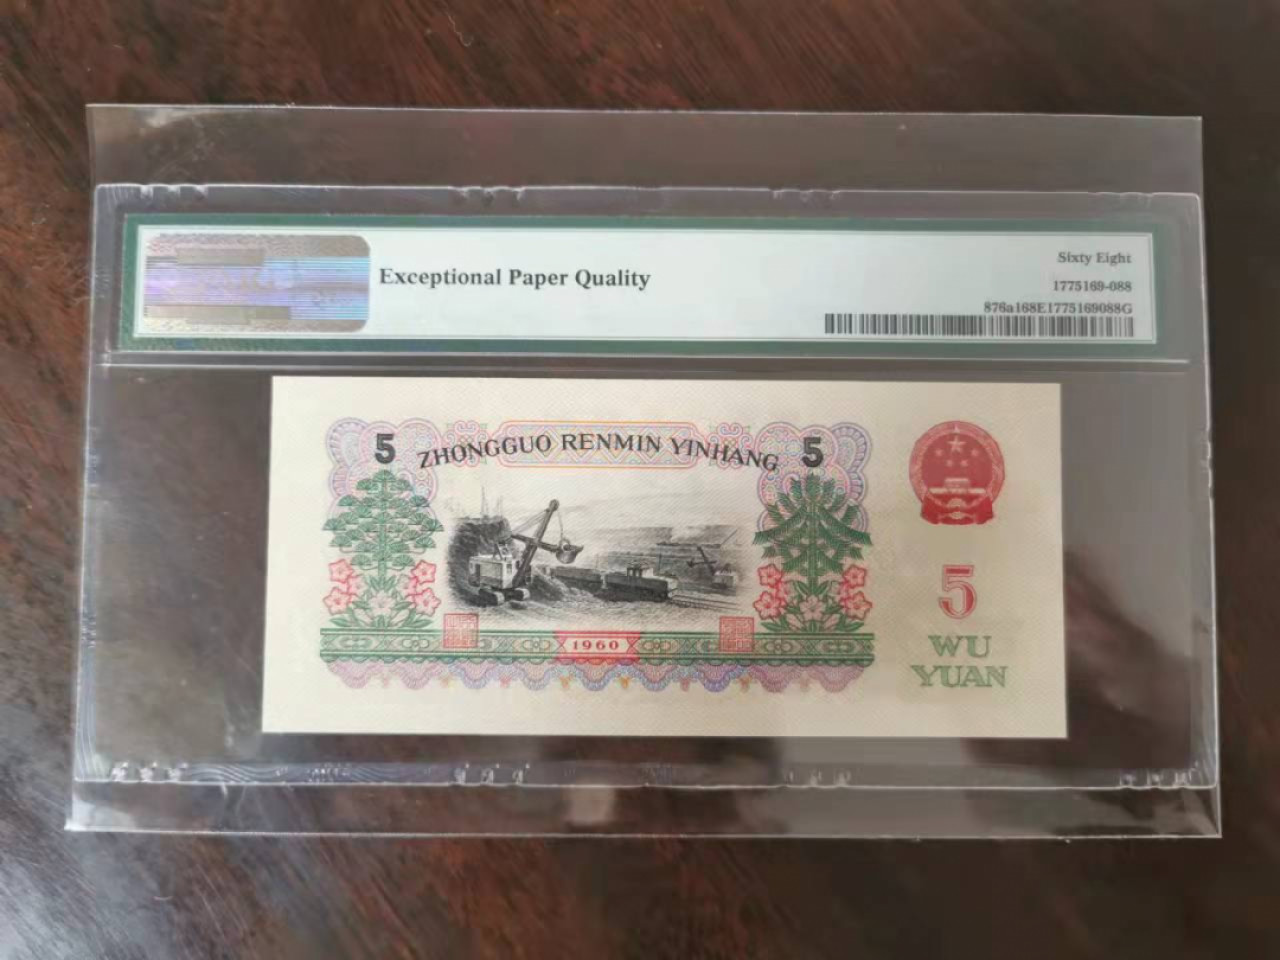 Exceptional Paper Quality
Sixty Eight
1775169-088
876a168E1775169088G
5 ZHONGGUO RENMIN YINHANG 5
1960
5
WU
YUAN